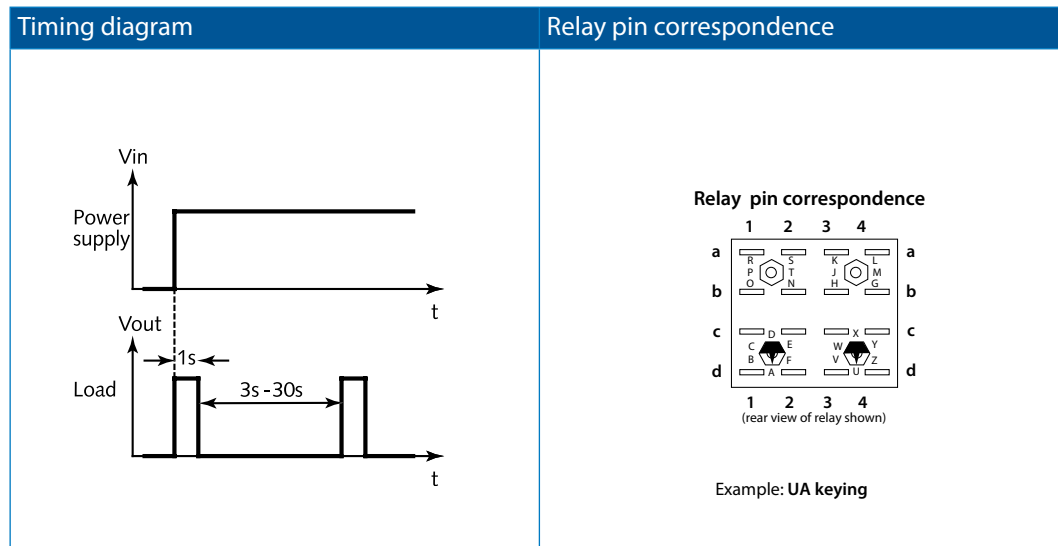 Timing diagram
Relay pin correspondence
Vin
Power
supply
t
Vout
1s
Load
3s-30s
t
Relay pin correspondence
1 2 3 4
a R S K L a
P T J M
b O N H G b
c D X c
C E W Y
B F V Z
d A U d
1 2 3 4
(rear view of relay shown)
Example: UA keying